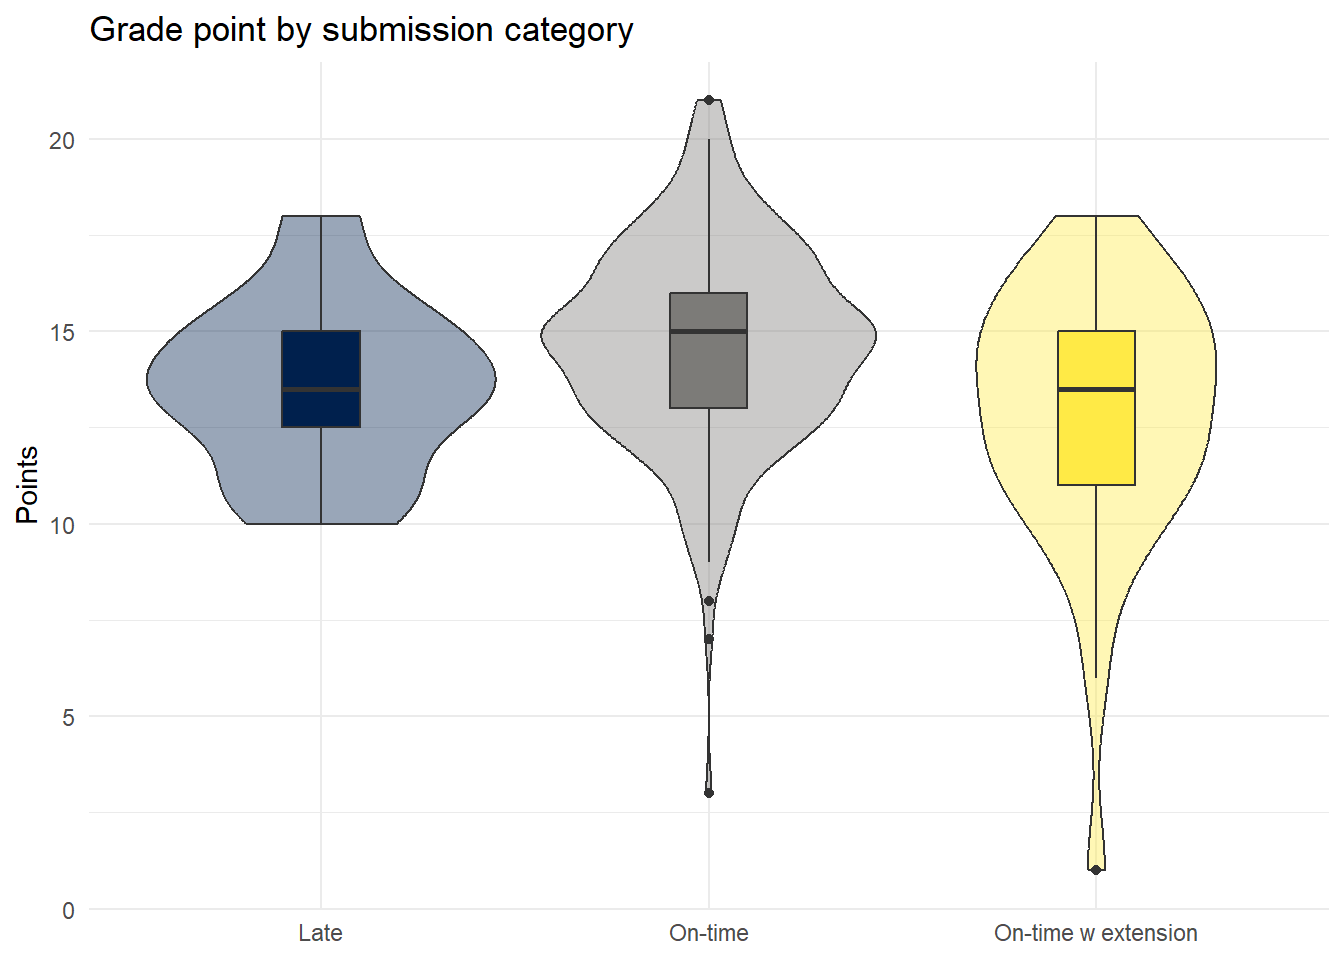 Grade point by submission category
Points
20
15
10
5
0
Late
On-time
On-time w extension